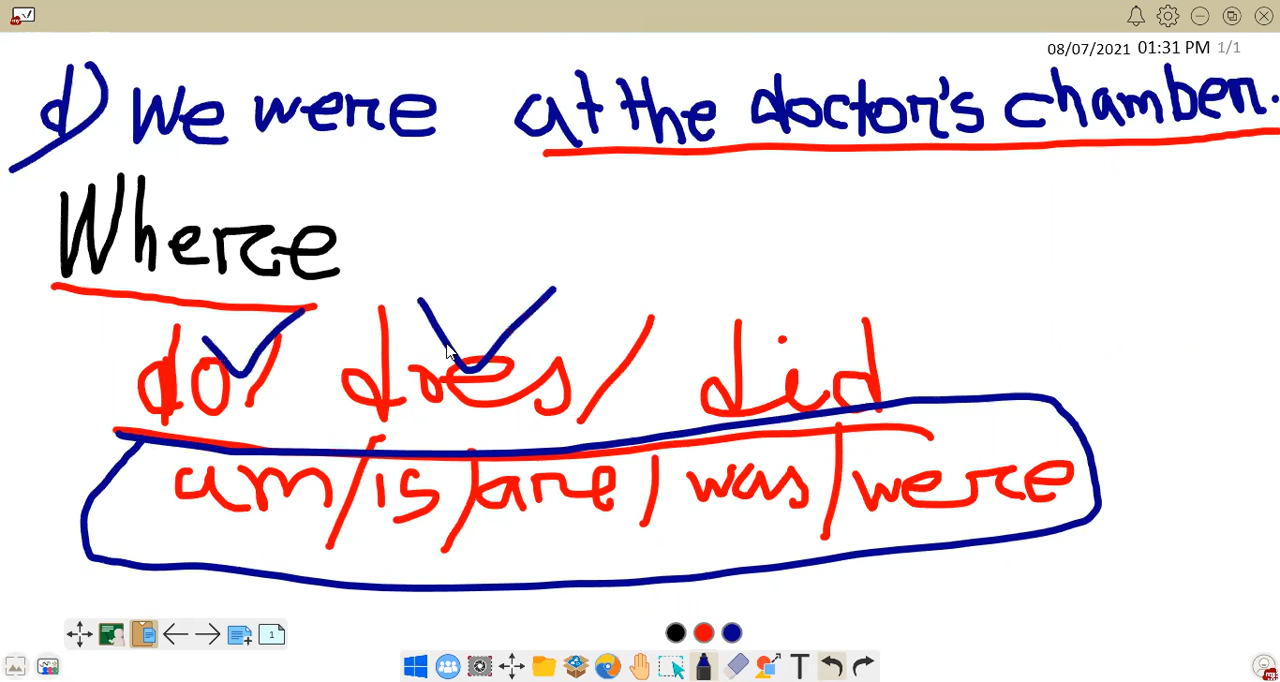 08/07/2021 01:31 PM 1/1
d) We were at the doctor's chamber.
Where
do/ does/ did
am/is/are/was/were
1